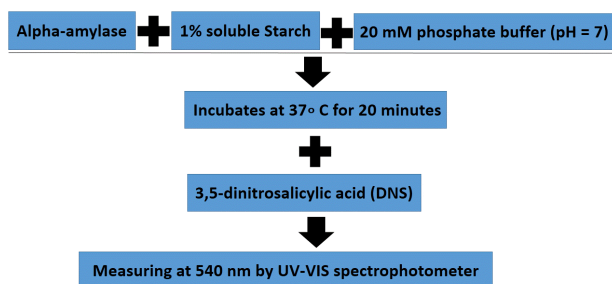 Alpha-amylase 1% soluble Starch 20 mM phosphate buffer (pH = 7)
Incubates at 37∘ C for 20 minutes
3,5-dinitrosalicylic acid (DNS)
Measuring at 540 nm by UV-VIS spectrophotometer